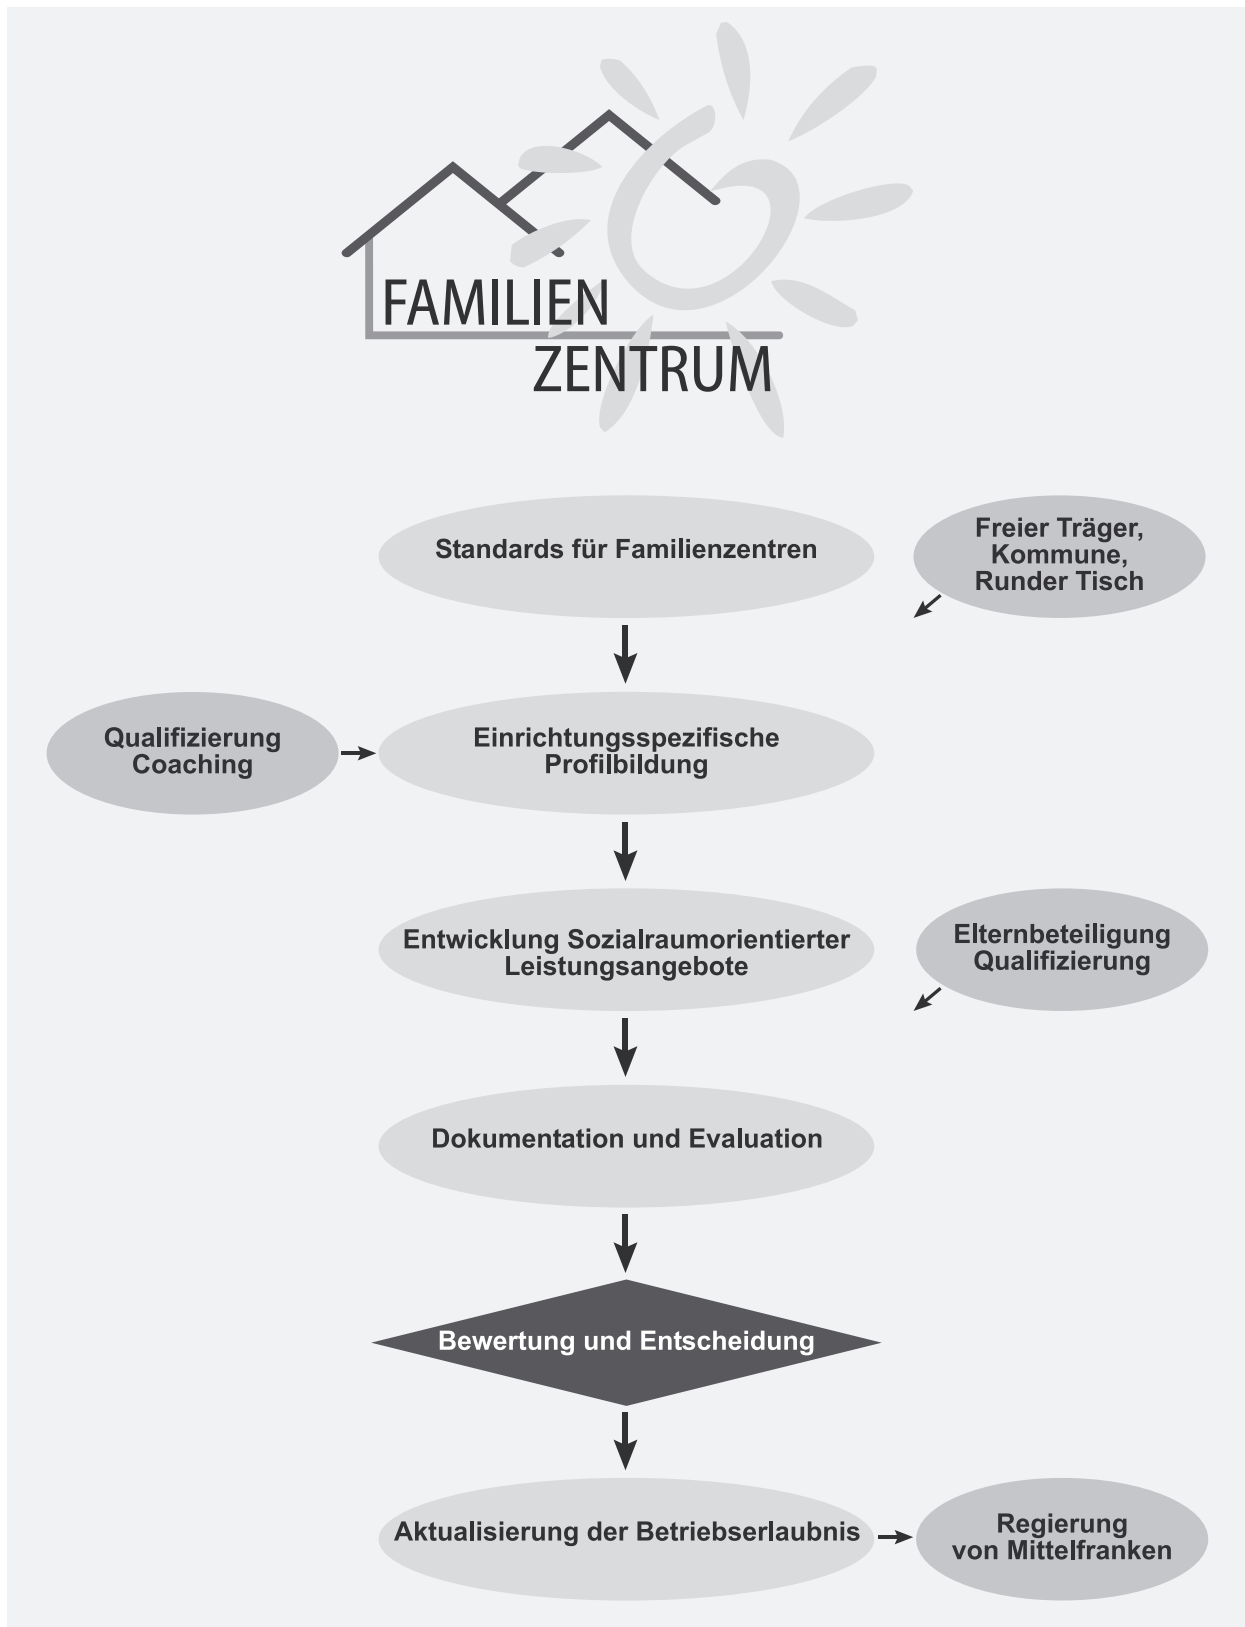 FAMILIEN
ZENTRUM
Standards für Familienzentren
Freier Träger,
Kommune,
Runder Tisch
Qualifizierung
Coaching
Einrichtungsspezifische
Profilbildung
Entwicklung Sozialraumorientierter
Leistungsangebote
Elternbeteiligung
Qualifizierung
Dokumentation und Evaluation
Bewertung und Entscheidung
Aktualisierung der Betriebserlaubnis
Regierung
von Mittelfranken